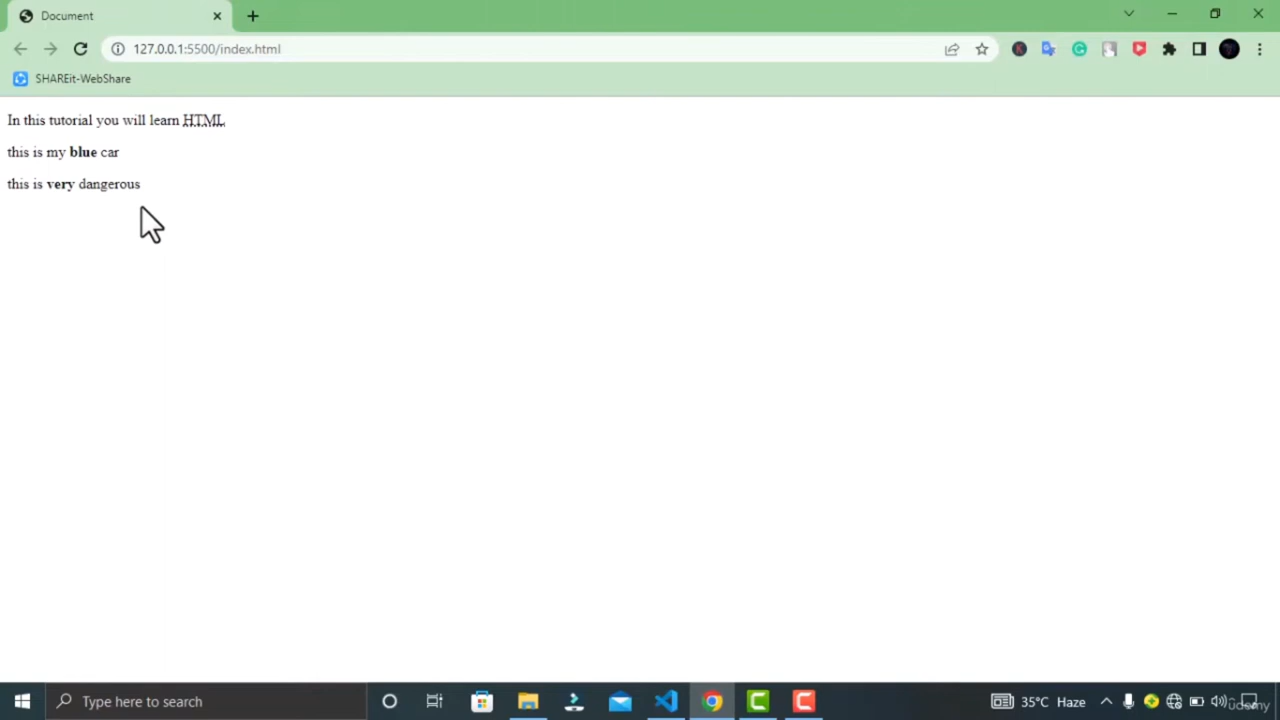 Document
127.0.0.1:5500/index.html
SHAREit-WebShare
In this tutorial you will learn HTML
this is my blue car
this is very dangerous
Type here to search
35°C Haze
ûdemy